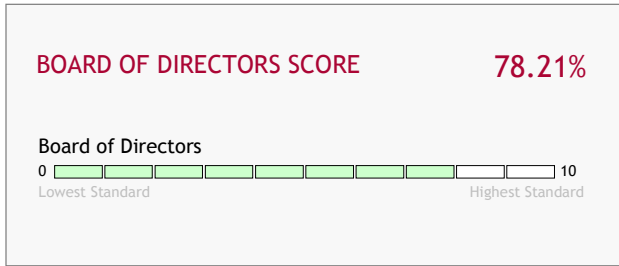 BOARD OF DIRECTORS SCORE 78.21%
Board of Directors
0 10
Lowest Standard Highest Standard